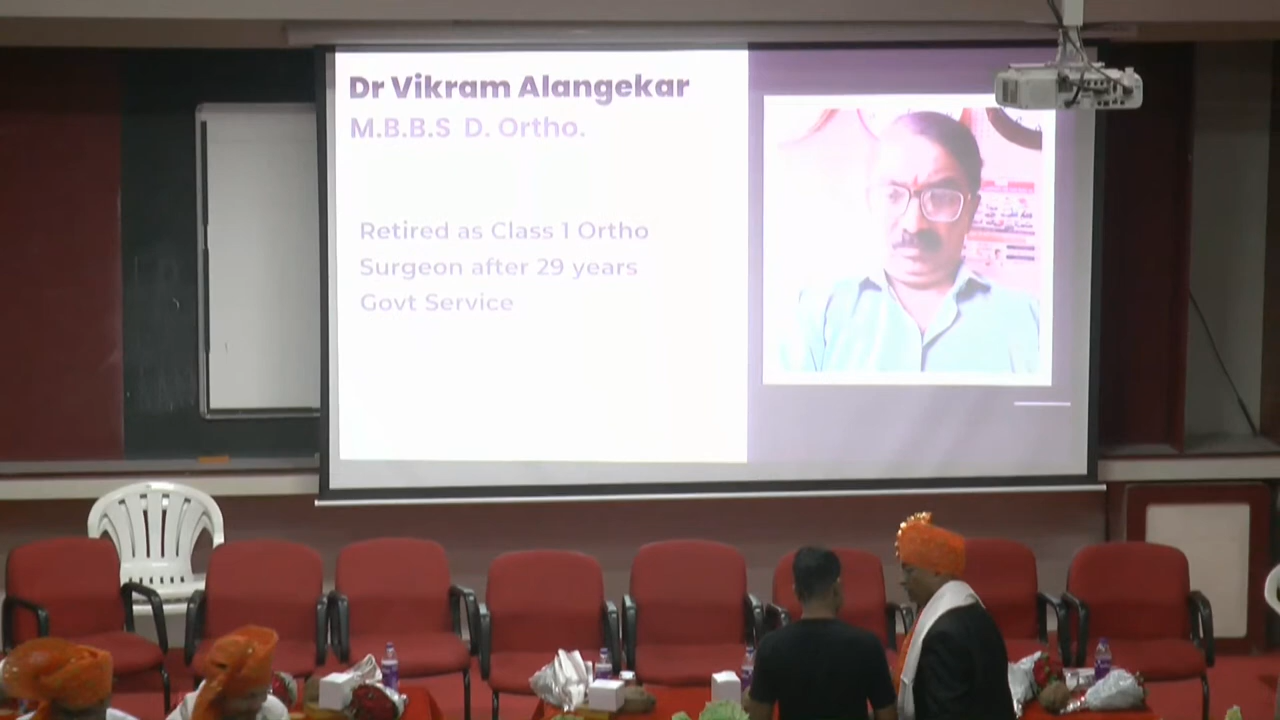 Dr Vikram Alangekar
M.B.B.S D. Ortho.
Retired as Class 1 Ortho
Surgeon after 29 years
Govt Service